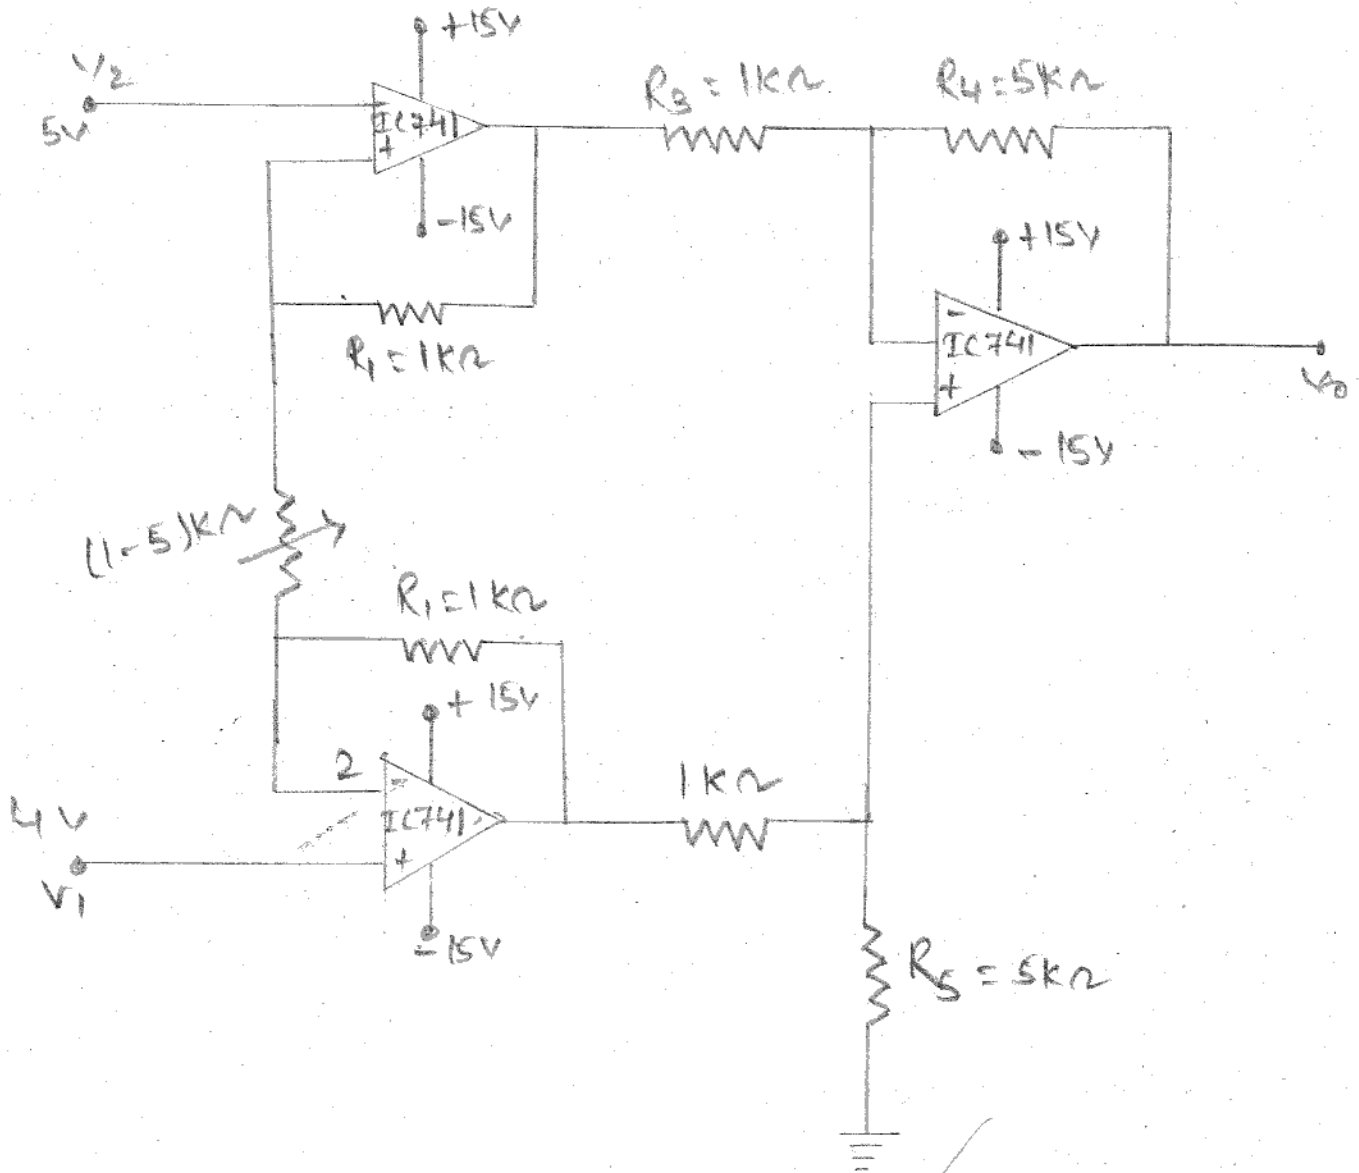 +15V
V2
5V
-
IC741
+
-15V
R3 = 1KΩ
R4 = 5KΩ
R1 = 1KΩ
+15V
-
IC741
+
-15V
Vo
(1-5)KΩ
R1 = 1KΩ
+ 15V
2
-
IC741
+
-15V
4V
V1
1KΩ
R5 = 5KΩ